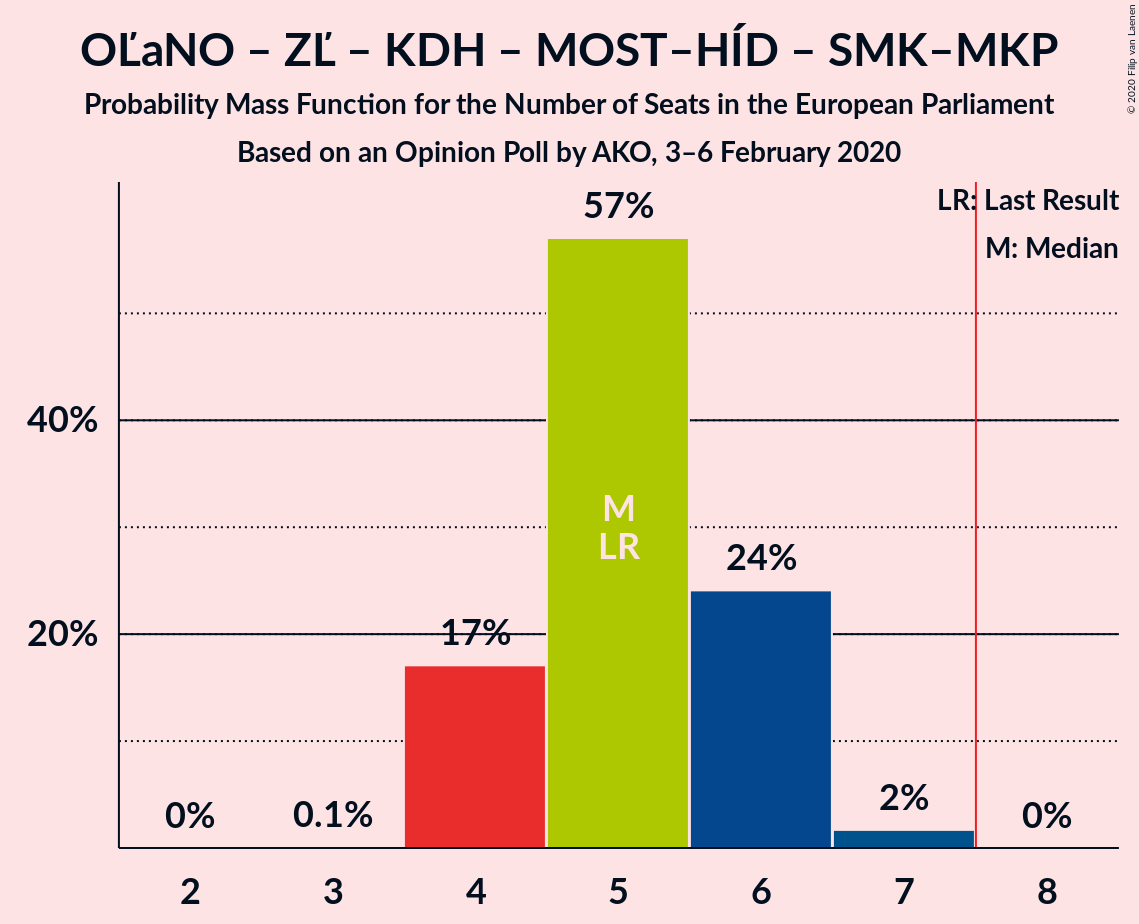 OĽaNO – ZĽ – KDH – MOST–HÍD – SMK–MKP
Probability Mass Function for the Number of Seats in the European Parliament
Based on an Opinion Poll by AKO, 3–6 February 2020
© 2020 Filip van Laenen
LR: Last Result
M: Median
57%
40%
M
LR
24%
20%
17%
2%
0%
0.1%
0%
2
3
4
5
6
7
8